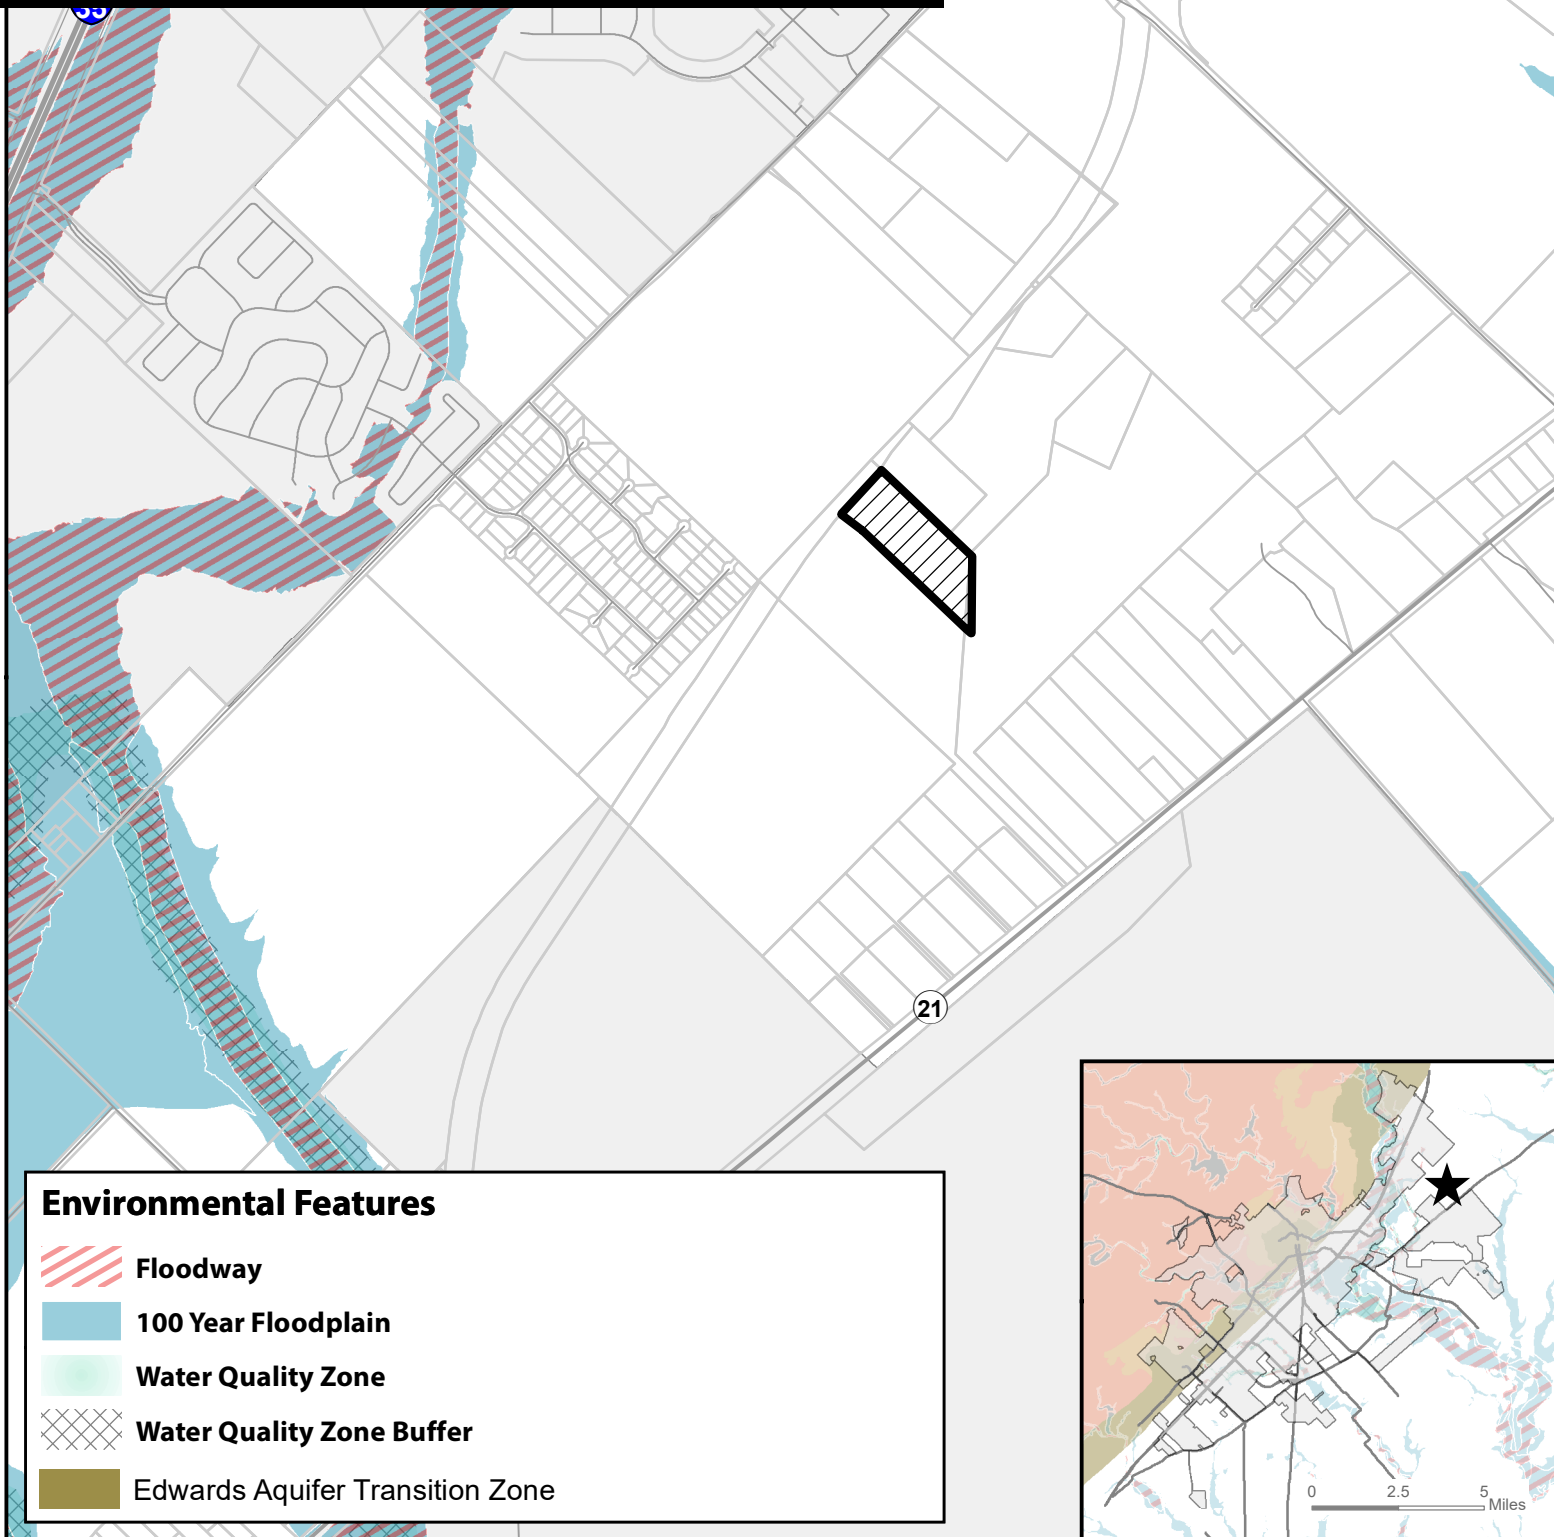 35
21
Environmental Features
Floodway
100 Year Floodplain
Water Quality Zone
Water Quality Zone Buffer
Edwards Aquifer Transition Zone
0 2.5 5
Miles